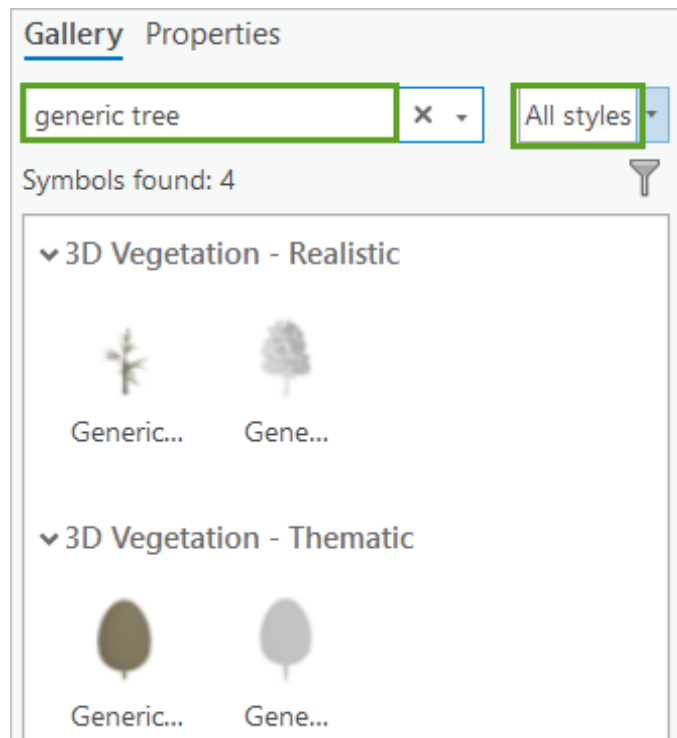 Gallery Properties
generic tree All styles
Symbols found: 4
3D Vegetation - Realistic
Generic... Gene...
3D Vegetation - Thematic
Generic... Gene...